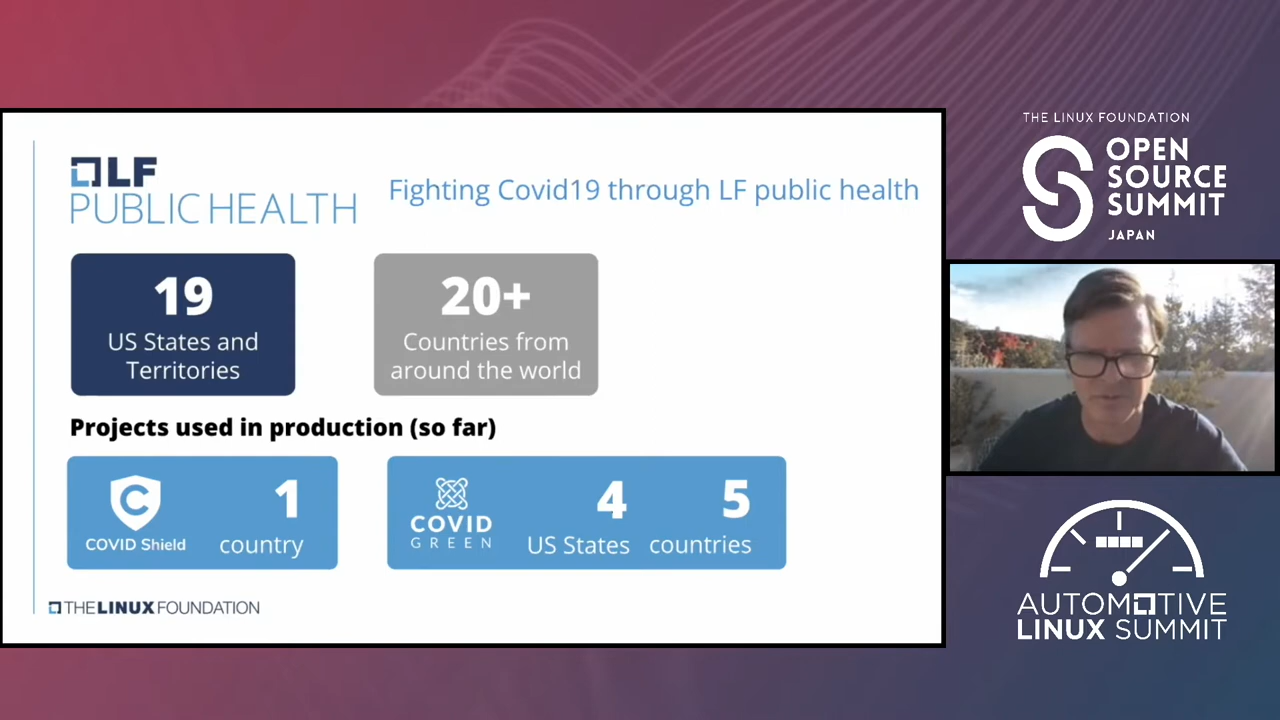 LF
PUBLIC HEALTH
Fighting Covid19 through LF public health
19
US States and
Territories
20+
Countries from
around the world
Projects used in production (so far)
C
COVID Shield
1
country
COVID
GREEN
4
US States
5
countries
THE LINUX FOUNDATION
THE LINUX FOUNDATION
OPEN
SOURCE
SUMMIT
JAPAN
AUTOMOTIVE
LINUX SUMMIT